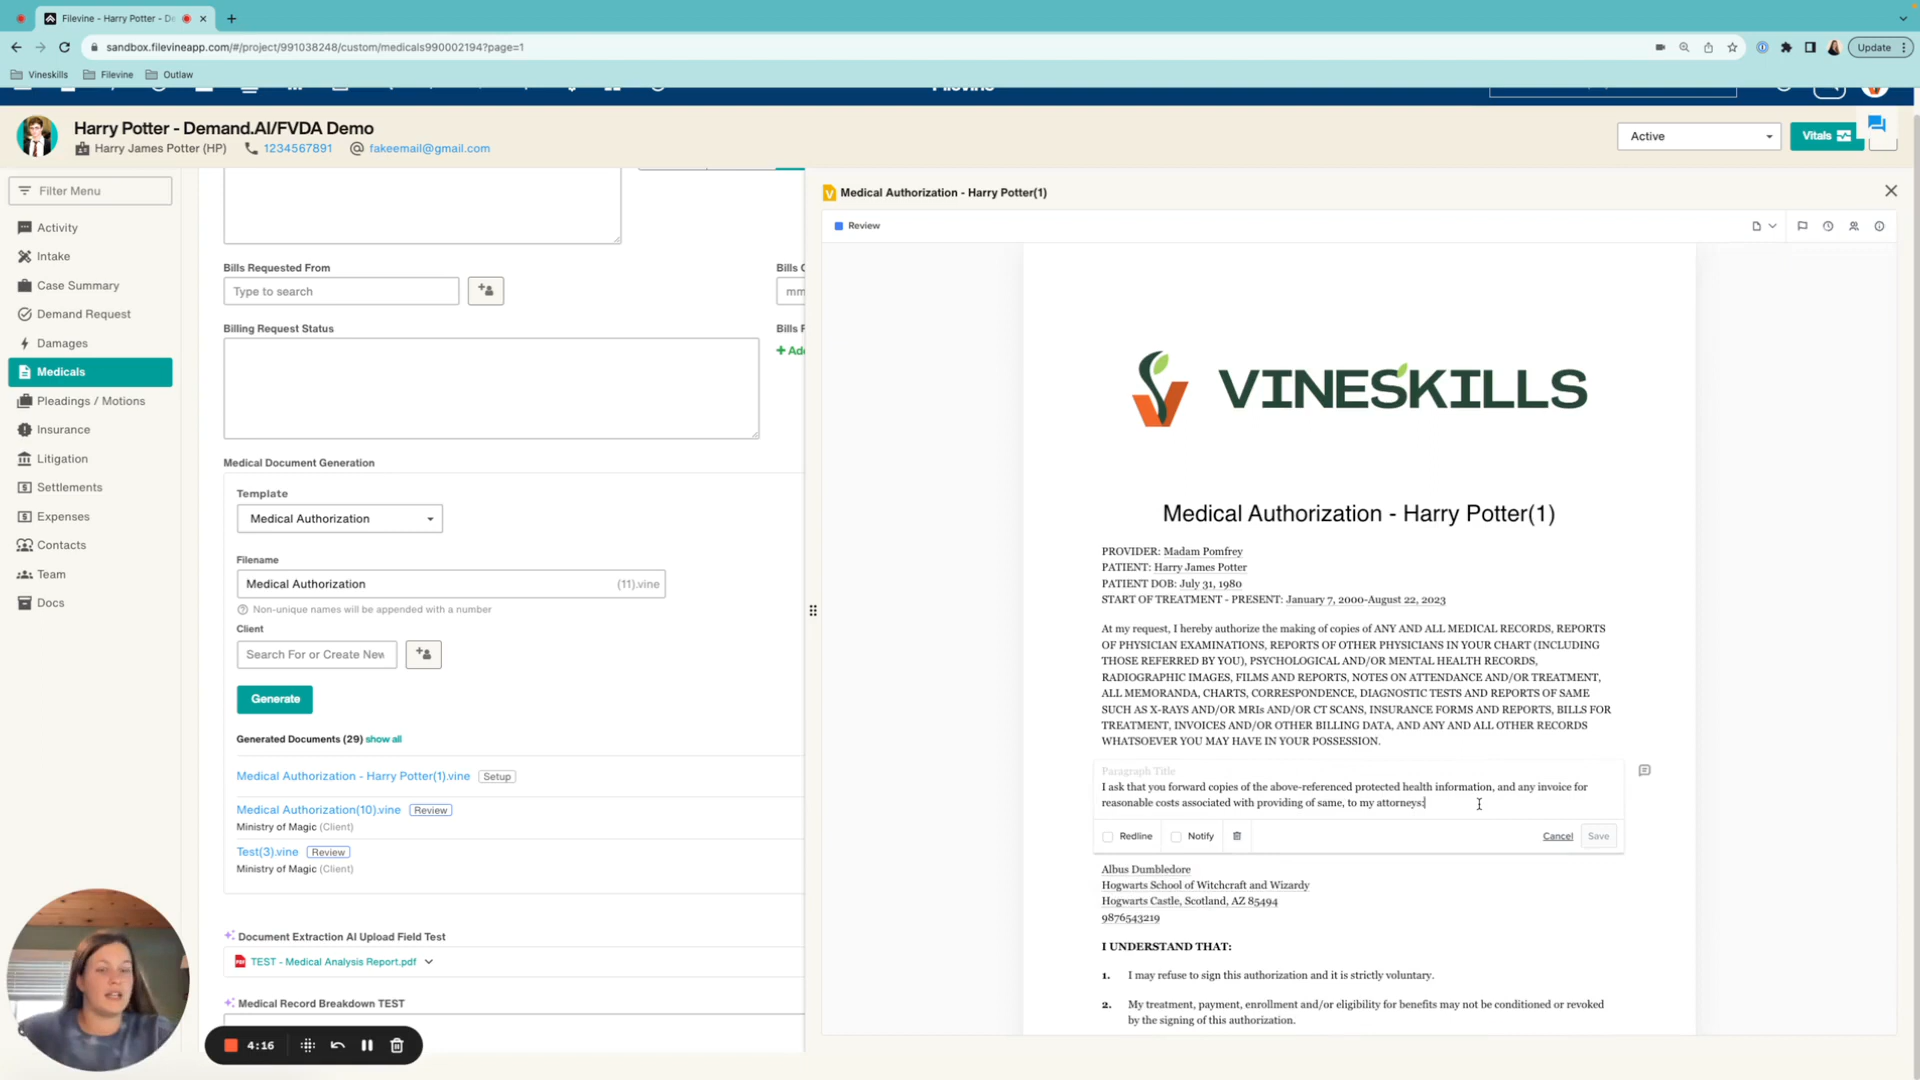 Filevine - Harry Potter - De
sandbox.filevineapp.com/#/project/991038248/custom/medicals990002194?page=1
Update
Vineskills
Filevine
Outlaw
Filevine
Harry Potter - Demand.AI/FVDA Demo
Harry James Potter (HP)
1234567891
fakeemail@gmail.com
Active
Vitals
Filter Menu
Activity
Intake
Case Summary
Demand Request
Damages
Medicals
Pleadings / Motions
Insurance
Litigation
Settlements
Expenses
Contacts
Team
Docs
Bills Requested From
Type to search
Bills
mm
Billing Request Status
Bills
+ Add
Medical Document Generation
Template
Medical Authorization
Filename
Medical Authorization
(11).vine
Non-unique names will be appended with a number
Client
Search For or Create New
Generate
Generated Documents (29) show all
Medical Authorization - Harry Potter(1).vine Setup
Medical Authorization(10).vine Review
Ministry of Magic (Client)
Test(3).vine Review
Ministry of Magic (Client)
Document Extraction AI Upload Field Test
TEST - Medical Analysis Report.pdf
Medical Record Breakdown TEST
4:16
Medical Authorization - Harry Potter(1)
Review
VINESKILLS
Medical Authorization - Harry Potter(1)
PROVIDER: Madam Pomfrey
PATIENT: Harry James Potter
PATIENT DOB: July 31, 1980
START OF TREATMENT - PRESENT: January 7, 2000-August 22, 2023
At my request, I hereby authorize the making of copies of ANY AND ALL MEDICAL RECORDS, REPORTS
OF PHYSICIAN EXAMINATIONS, REPORTS OF OTHER PHYSICIANS IN YOUR CHART (INCLUDING
THOSE REFERRED BY YOU), PSYCHOLOGICAL AND/OR MENTAL HEALTH RECORDS,
RADIOGRAPHIC IMAGES, FILMS AND REPORTS, NOTES ON ATTENDANCE AND/OR TREATMENT,
ALL MEMORANDA, CHARTS, CORRESPONDENCE, DIAGNOSTIC TESTS AND REPORTS OF SAME
SUCH AS X-RAYS AND/OR MRIs AND/OR CT SCANS, INSURANCE FORMS AND REPORTS, BILLS FOR
TREATMENT, INVOICES AND/OR OTHER BILLING DATA, AND ANY AND ALL OTHER RECORDS
WHATSOEVER YOU MAY HAVE IN YOUR POSSESSION.
Paragraph Title
I ask that you forward copies of the above-referenced protected health information, and any invoice for
reasonable costs associated with providing of same, to my attorneys:
Redline
Notify
Cancel
Save
Albus Dumbledore
Hogwarts School of Witchcraft and Wizardy
Hogwarts Castle, Scotland, AZ 85494
9876543219
I UNDERSTAND THAT:
1. I may refuse to sign this authorization and it is strictly voluntary.
2. My treatment, payment, enrollment and/or eligibility for benefits may not be conditioned or revoked
by the signing of this authorization.